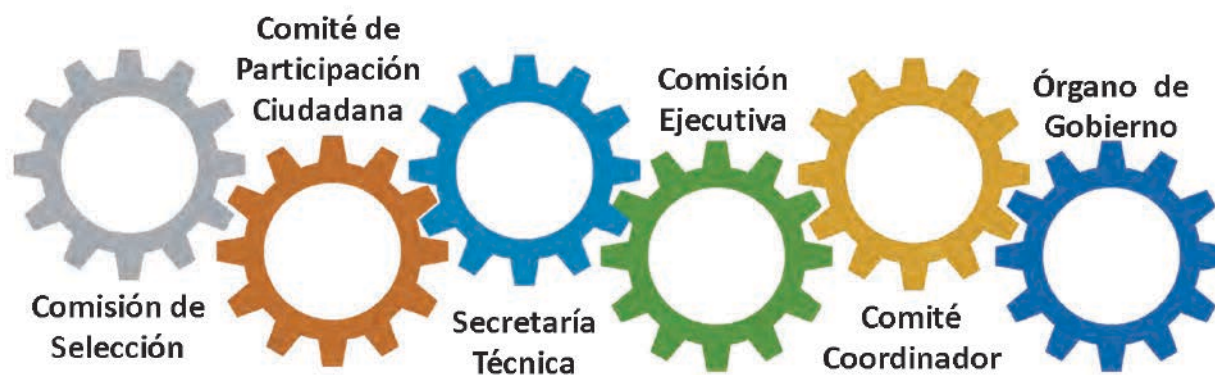 Comisión de
Selección
Comité de
Participación
Ciudadana
Secretaría
Técnica
Comisión
Ejecutiva
Comité
Coordinador
Órgano de
Gobierno